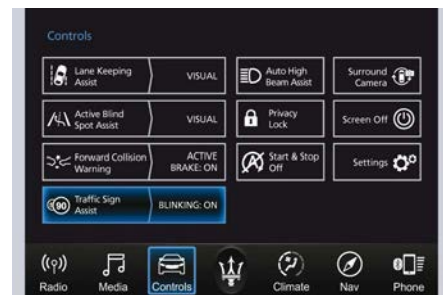 Controls
Lane Keeping
Assist
VISUAL
Auto High
Beam Assist
Surround
Camera
Active Blind
Spot Assist
VISUAL
Privacy
Lock
Screen Off
Forward Collision
Warning
ACTIVE
BRAKE: ON
Start & Stop
Off
Settings
90
Traffic Sign
Assist
BLINKING: ON
Radio
Media
Controls
Climate
Nav
Phone